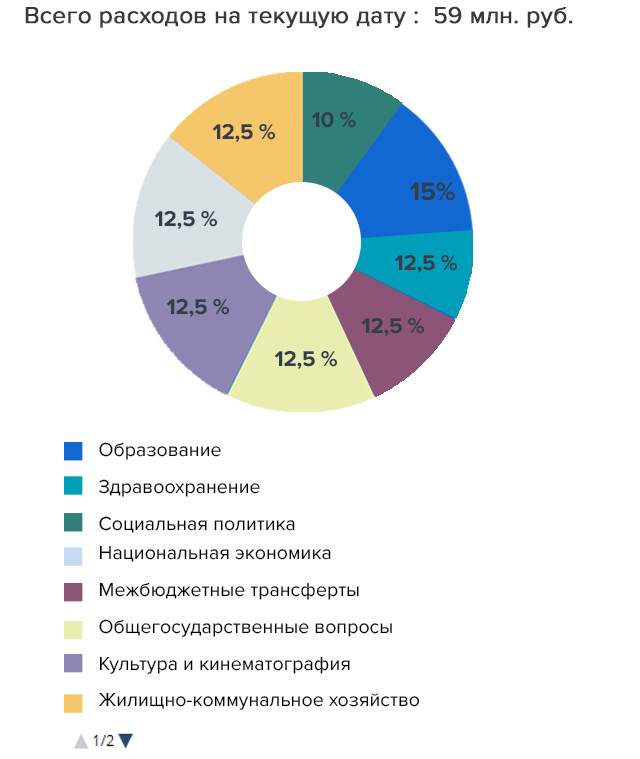 Всего расходов на текущую дату : 59 млн. руб.
10 %
12,5 %
15%
12,5 %
12,5 %
12,5 %
12,5 %
12,5 %
Образование
Здравоохранение
Социальная политика
Национальная экономика
Межбюджетные трансферты
Общегосударственные вопросы
Культура и кинематография
Жилищно-коммунальное хозяйство
1/2